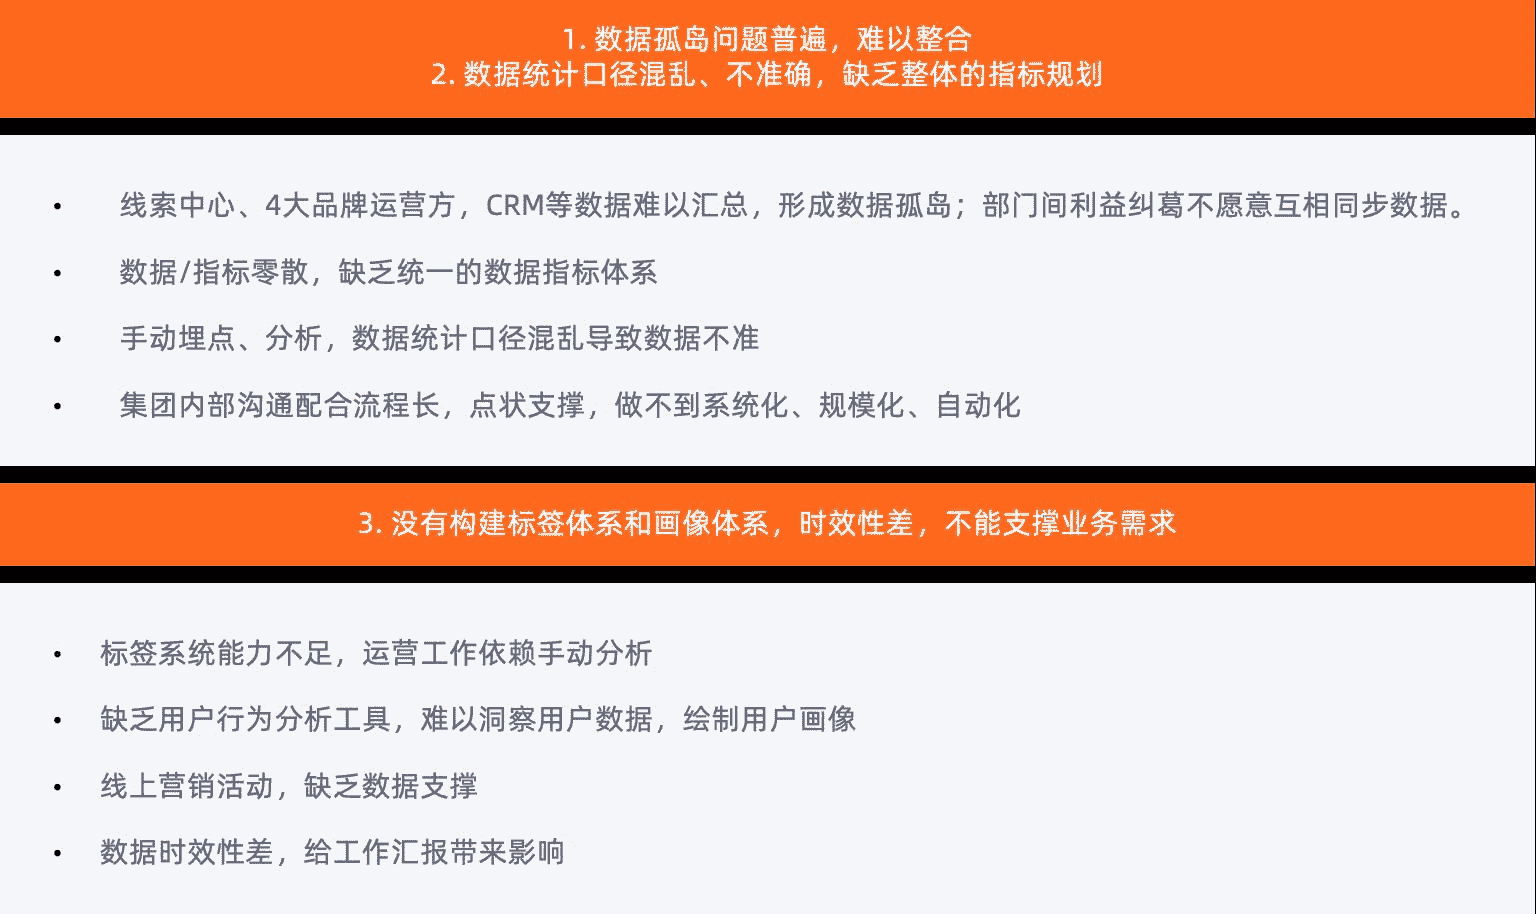 1. 数据孤岛问题普遍，难以整合
2. 数据统计口径混乱、不准确，缺乏整体的指标规划
• 线索中心、4大品牌运营方，CRM等数据难以汇总，形成数据孤岛；部门间利益纠葛不愿意互相同步数据。
• 数据/指标零散，缺乏统一的数据指标体系
• 手动埋点、分析，数据统计口径混乱导致数据不准
• 集团内部沟通配合流程长，点状支撑，做不到系统化、规模化、自动化
3. 没有构建标签体系和画像体系，时效性差，不能支撑业务需求
• 标签系统能力不足，运营工作依赖手动分析
• 缺乏用户行为分析工具，难以洞察用户数据，绘制用户画像
• 线上营销活动，缺乏数据支撑
• 数据时效性差，给工作汇报带来影响